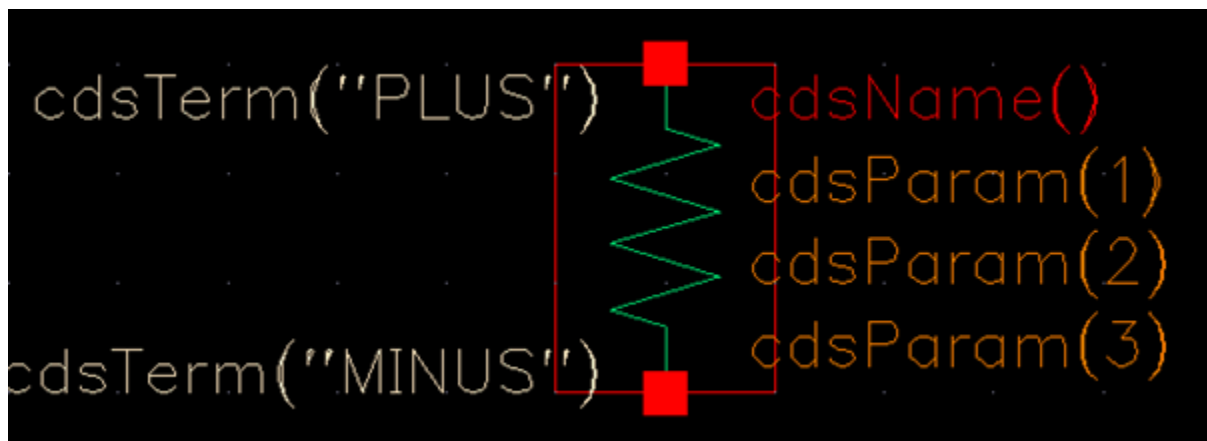 cdsTerm("PLUS")
cdsName()
cdsParam(1)
cdsParam(2)
cdsParam(3)
cdsTerm("MINUS")